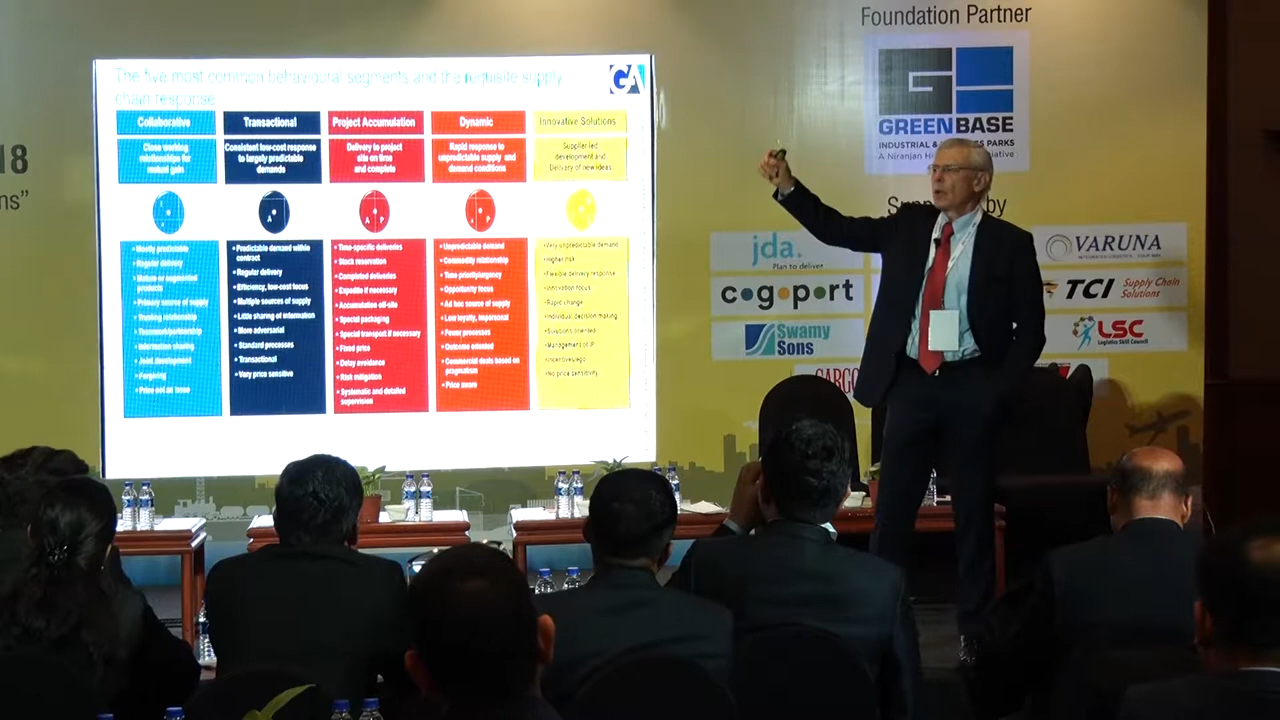 18
ns”
The five most common behavioural segments and the requisite supply
chain response
GA
Collaborative
Close working
relationships for
mutual gain
Mostly predictable
Regular delivery
products
Primary source of supply
Trusting relationship
Teamwork/partnership
Information sharing
Joint development
Forgiving
Price not an issue
Transactional
Consistent low-cost response
to largely predictable
demands
A
• Predictable demand within
contract
• Regular delivery
• Efficiency, low-cost focus
• Multiple sources of supply
• Little sharing of information
• More adversarial
• Standard processes
• Transactional
• Very price sensitive
Project Accumulation
Delivery to project
site on time
and complete
A P
• Time-specific deliveries
• Stock reservation
• Completed deliveries
• Expedite if necessary
• Accumulation off-site
• Special packaging
• Special transport if necessary
• Fixed price
• Delay avoidance
• Risk mitigation
• Systematic and detailed
supervision
Dynamic
Rapid response to
unpredictable supply and
demand conditions
P
• Unpredictable demand
• Commodity relationship
• Time priority/urgency
• Opportunity focus
• Ad hoc source of supply
• Low loyalty, impersonal
• Fewer processes
• Outcome oriented
• Commercial deals based on
pragmatism
• Price aware
Innovative Solutions
Supplier led
development and
Delivery of new ideas
• Very unpredictable demand
• Higher risk
• Flexible delivery response
• Innovation focus
• Rapid change
• Individual decision making
• Solutions oriented
• Management of IP
• Incentives/ego
• No price sensitivity
Foundation Partner
GREENBASE
INDUSTRIAL & PARKS
A Niranjan
by
jda.
Plan to deliver
cogoport
Swamy
Sons
CARGO
VARUNA
TCI Supply Chain
Solutions
LSC
Logistics Skill Council